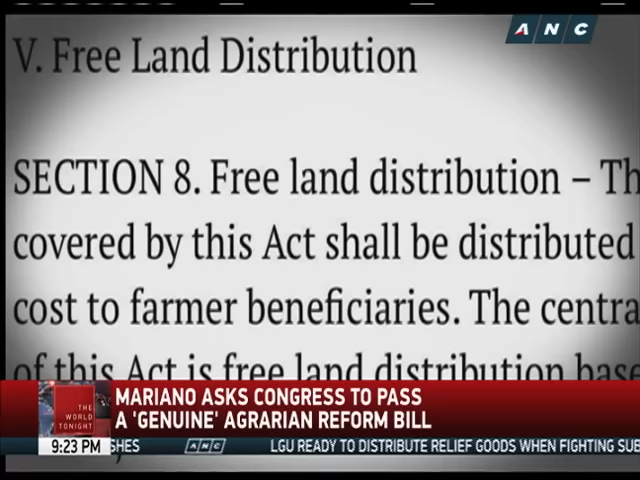 ANC
V. Free Land Distribution
SECTION 8. Free land distribution – Th
covered by this Act shall be distributed
cost to farmer beneficiaries. The centra
of this Act is free land distribution base
THE
WORLD
TONIGHT
MARIANO ASKS CONGRESS TO PASS
A 'GENUINE' AGRARIAN REFORM BILL
9:23 PM SHES ANC LGU READY TO DISTRIBUTE RELIEF GOODS WHEN FIGHTING SUB